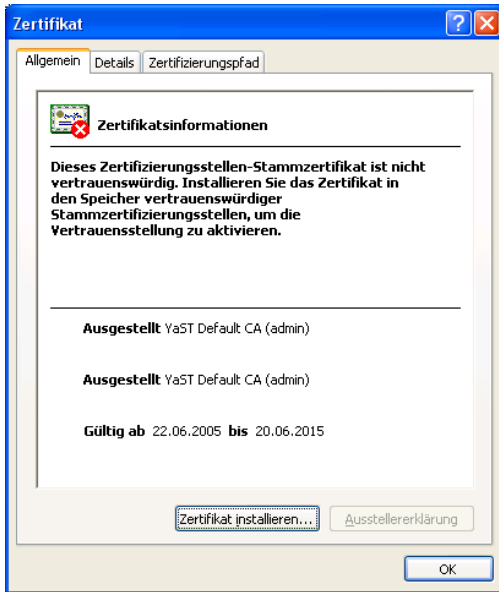 Zertifikat
Allgemein Details Zertifizierungspfad
Zertifikatsinformationen
Dieses Zertifizierungsstellen-Stammzertifikat ist nicht
vertrauenswürdig. Installieren Sie das Zertifikat in
den Speicher vertrauenswürdiger
Stammzertifizierungsstellen, um die
Vertrauensstellung zu aktivieren.
Ausgestellt YaST Default CA (admin)
Ausgestellt YaST Default CA (admin)
Gültig ab 22.06.2005 bis 20.06.2015
Zertifikat installieren... Ausstellererklärung
OK